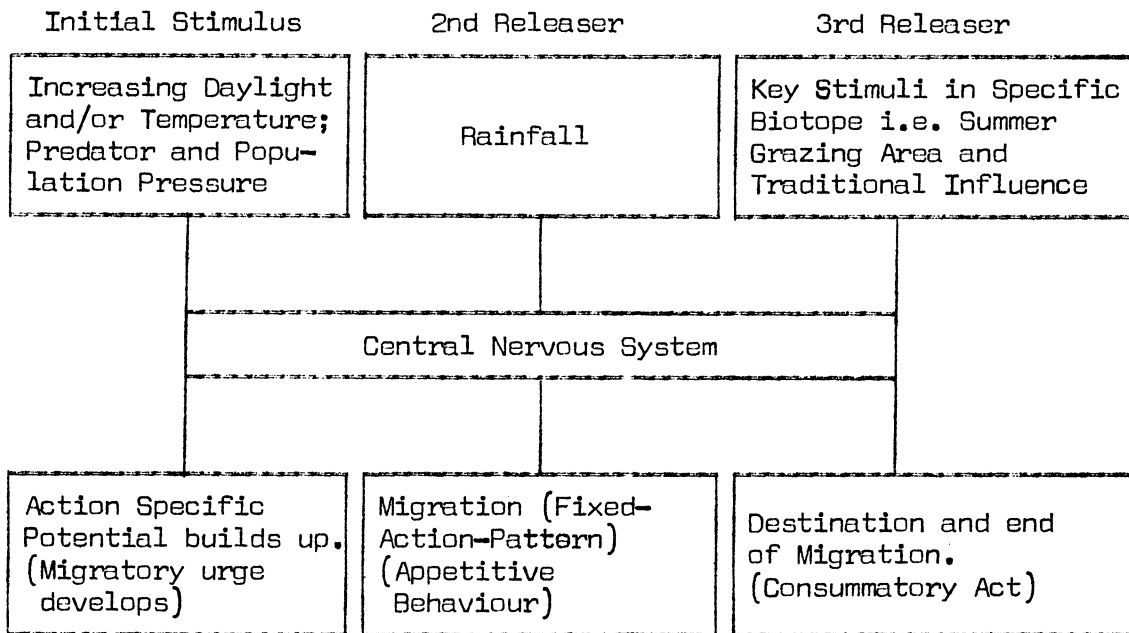 Initial Stimulus
2nd Releaser
3rd Releaser
Increasing Daylight
and/or Temperature;
Predator and Popu-
lation Pressure
Rainfall
Key Stimuli in Specific
Biotope i.e. Summer
Grazing Area and
Traditional Influence
Central Nervous System
Action Specific
Potential builds up.
(Migratory urge
develops)
Migration (Fixed-
Action-Pattern)
(Appetitive
Behaviour)
Destination and end
of Migration.
(Consummatory Act)